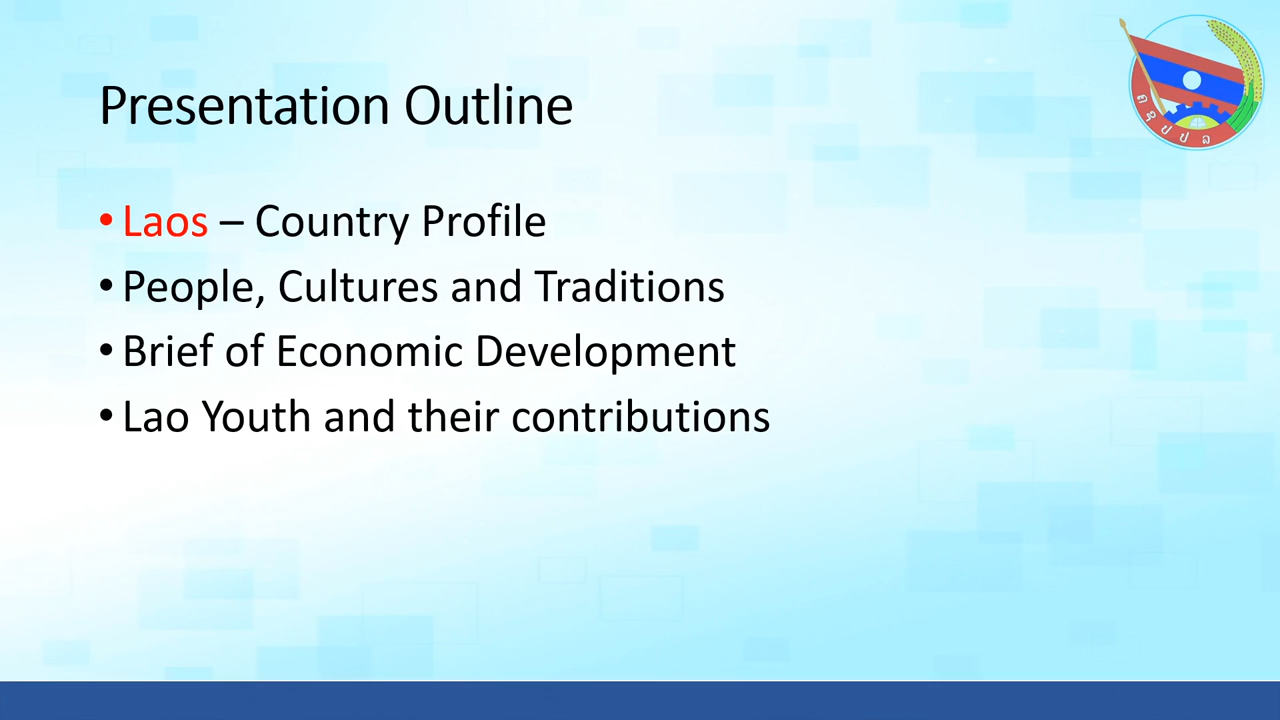 Presentation Outline
• Laos – Country Profile
• People, Cultures and Traditions
• Brief of Economic Development
• Lao Youth and their contributions